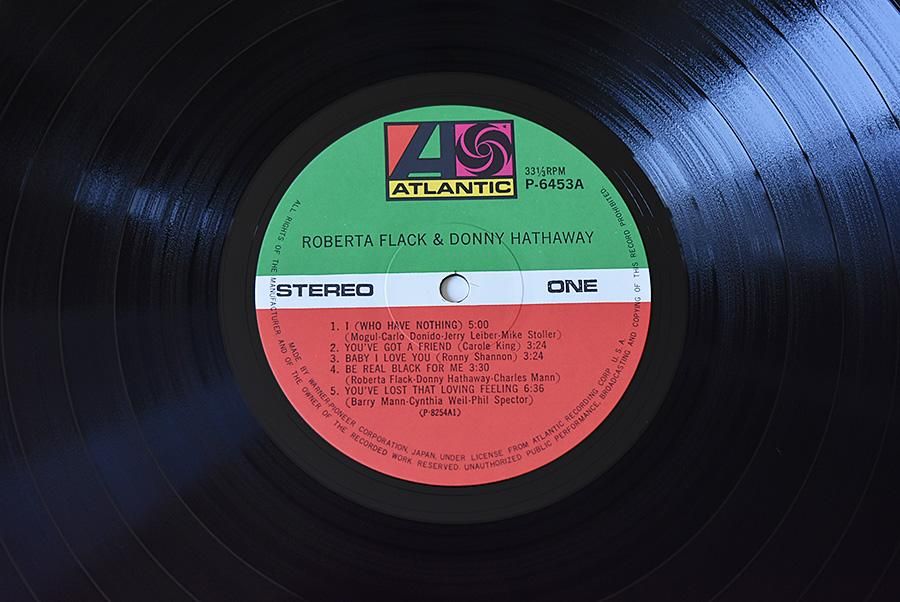 ATLANTIC
33⅓RPM
P-6453A
ROBERTA FLACK & DONNY HATHAWAY
STEREO
ONE
1. I (WHO HAVE NOTHING) 5:00
(Mogul-Carlo Donido-Jerry Leiber-Mike Stoller)
2. YOU'VE GOT A FRIEND (Carole King) 3:24
3. BABY I LOVE YOU (Ronny Shannon) 3:24
4. BE REAL BLACK FOR ME 3:30
(Roberta Flack-Donny Hathaway-Charles Mann)
5. YOU'VE LOST THAT LOVING FEELING 6:36
(Barry Mann-Cynthia Weil-Phil Spector)
(P-8254A1)
MADE BY WARNER-PIONEER CORPORATION, JAPAN, UNDER LICENSE FROM ATLANTIC RECORDING CORP. U.S.A.
ALL RIGHTS OF THE MANUFACTURER AND OF THE OWNER OF THE RECORDED WORK RESERVED. UNAUTHORIZED PUBLIC PERFORMANCE, BROADCASTING AND COPYING OF THIS RECORD PROHIBITED.